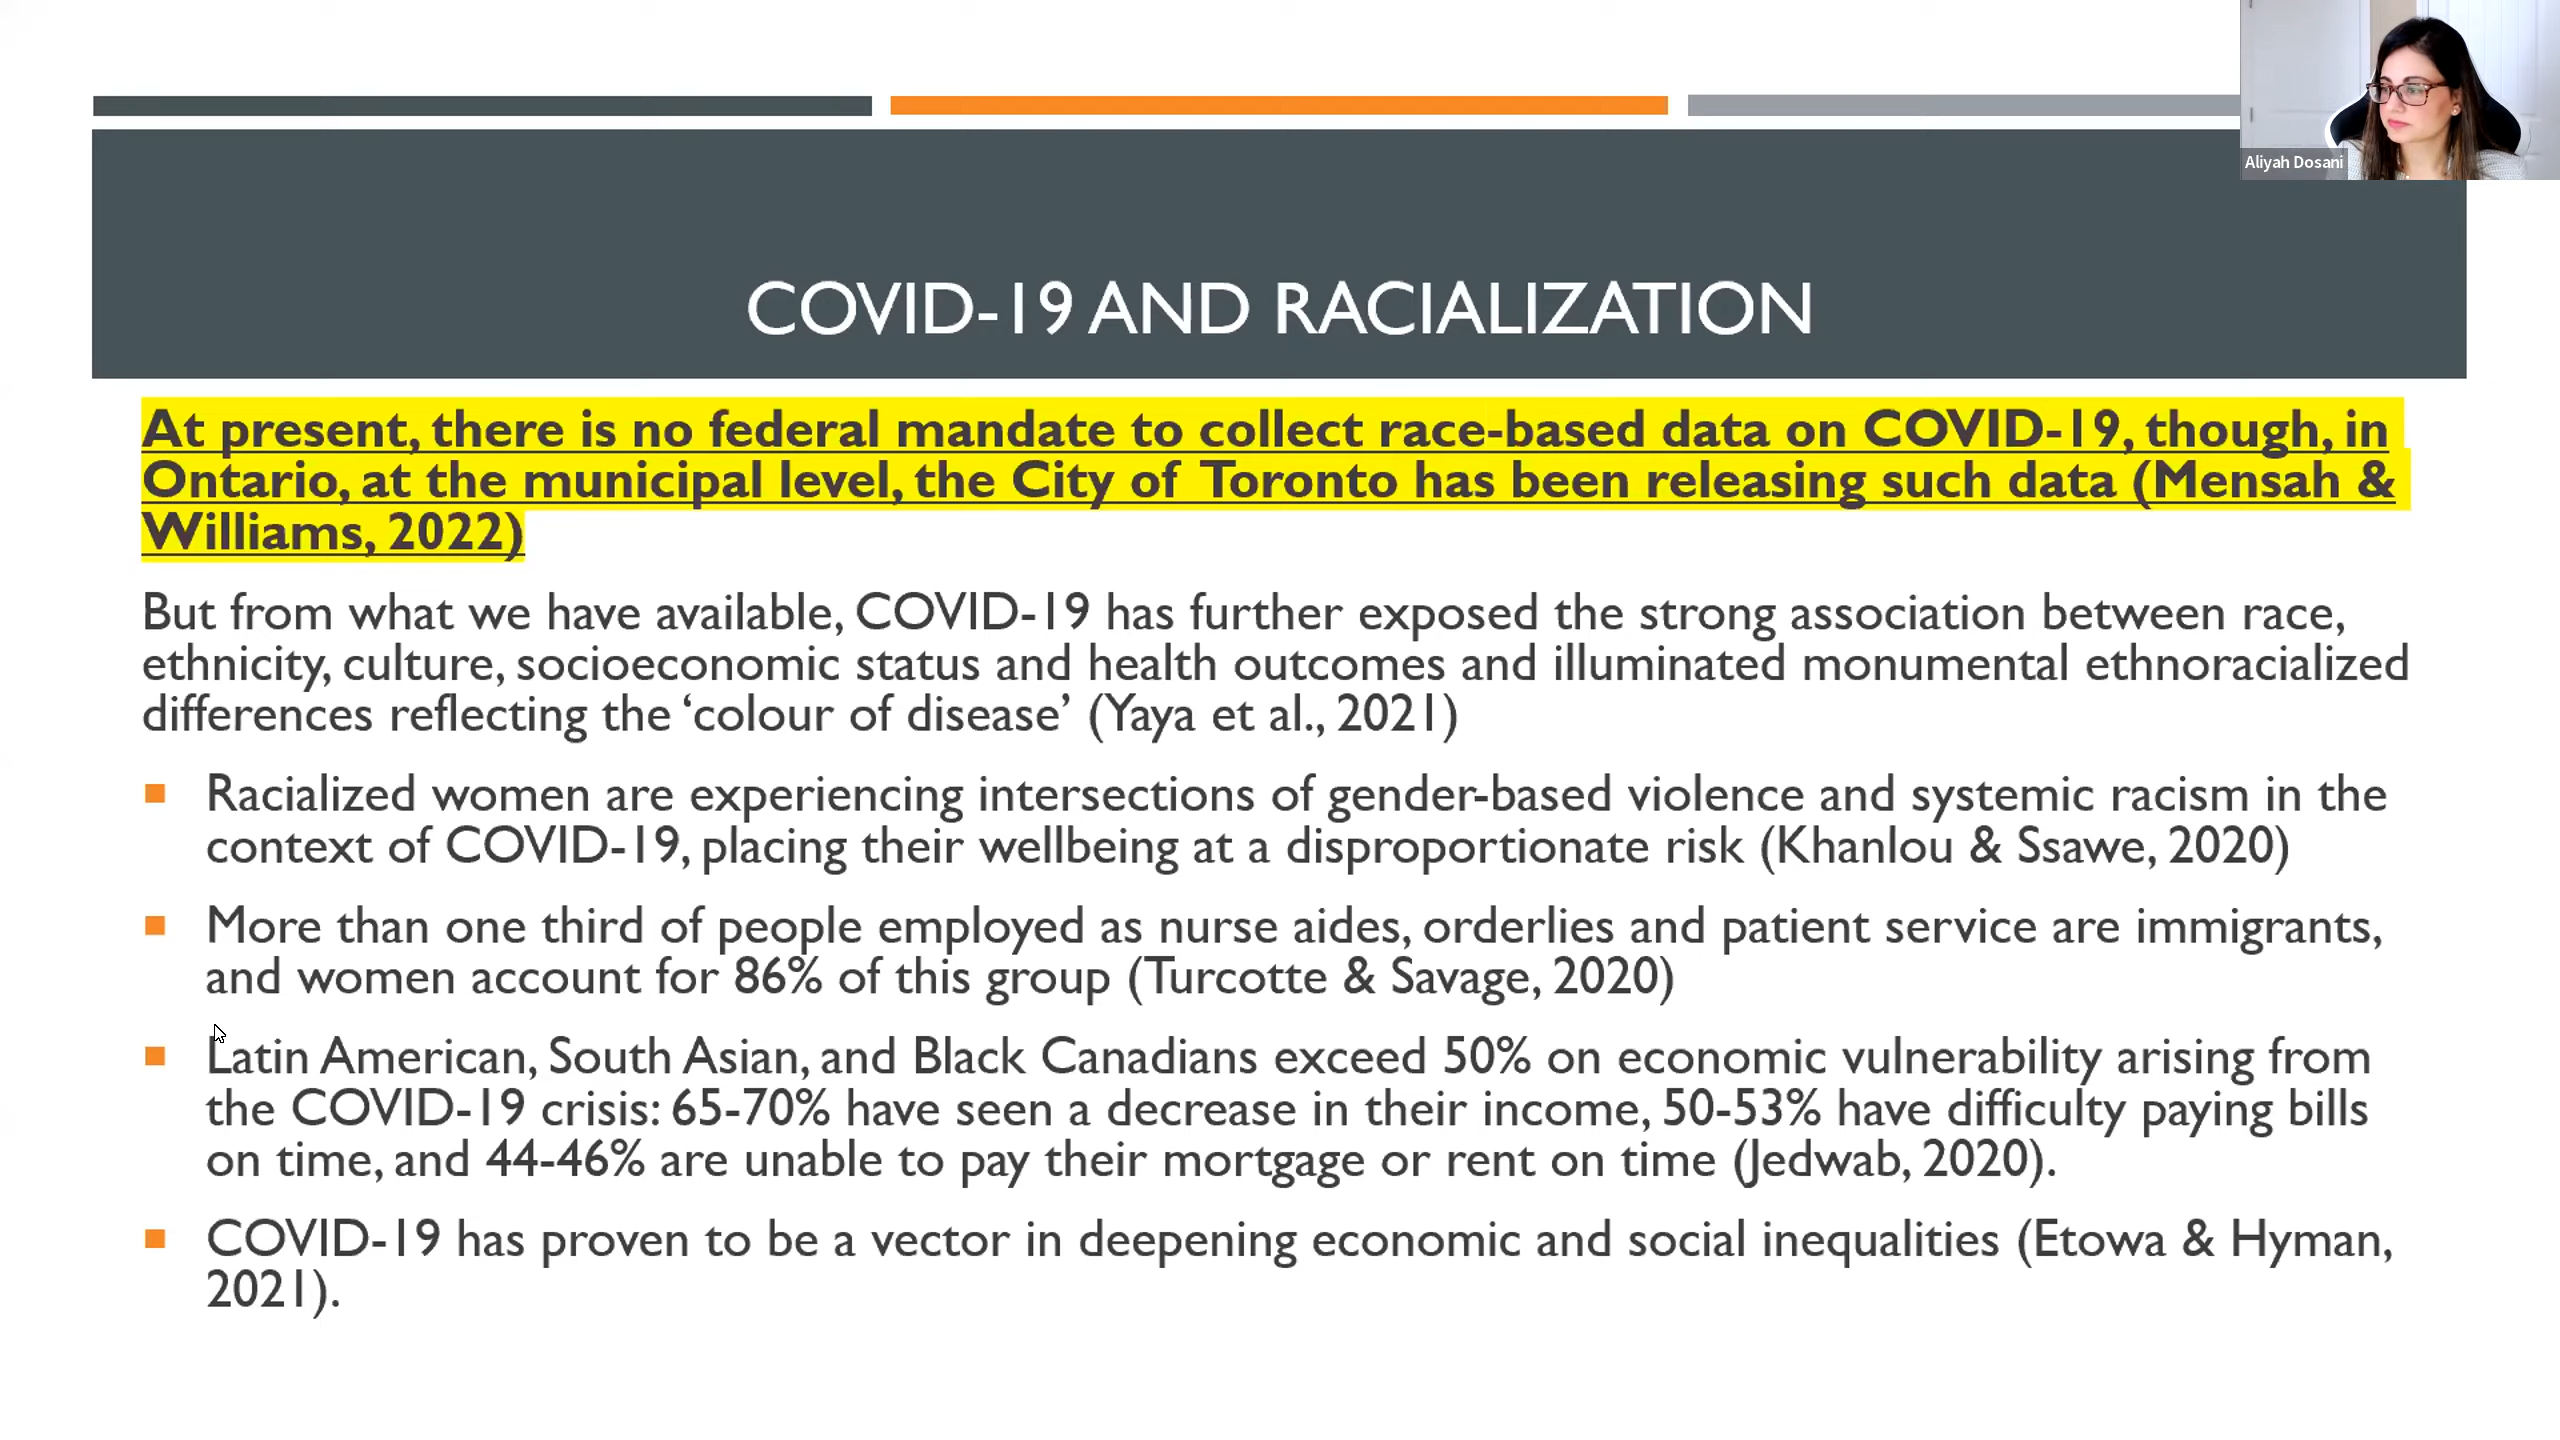 Aliyah Dosani
COVID-19 AND RACIALIZATION
At present, there is no federal mandate to collect race-based data on COVID-19, though, in
Ontario, at the municipal level, the City of Toronto has been releasing such data (Mensah &
Williams, 2022)
But from what we have available, COVID-19 has further exposed the strong association between race,
ethnicity, culture, socioeconomic status and health outcomes and illuminated monumental ethnoracialized
differences reflecting the ‘colour of disease’ (Yaya et al., 2021)
Racialized women are experiencing intersections of gender-based violence and systemic racism in the
context of COVID-19, placing their wellbeing at a disproportionate risk (Khanlou & Ssawe, 2020)
More than one third of people employed as nurse aides, orderlies and patient service are immigrants,
and women account for 86% of this group (Turcotte & Savage, 2020)
Latin American, South Asian, and Black Canadians exceed 50% on economic vulnerability arising from
the COVID-19 crisis: 65-70% have seen a decrease in their income, 50-53% have difficulty paying bills
on time, and 44-46% are unable to pay their mortgage or rent on time (Jedwab, 2020).
COVID-19 has proven to be a vector in deepening economic and social inequalities (Etowa & Hyman,
2021).